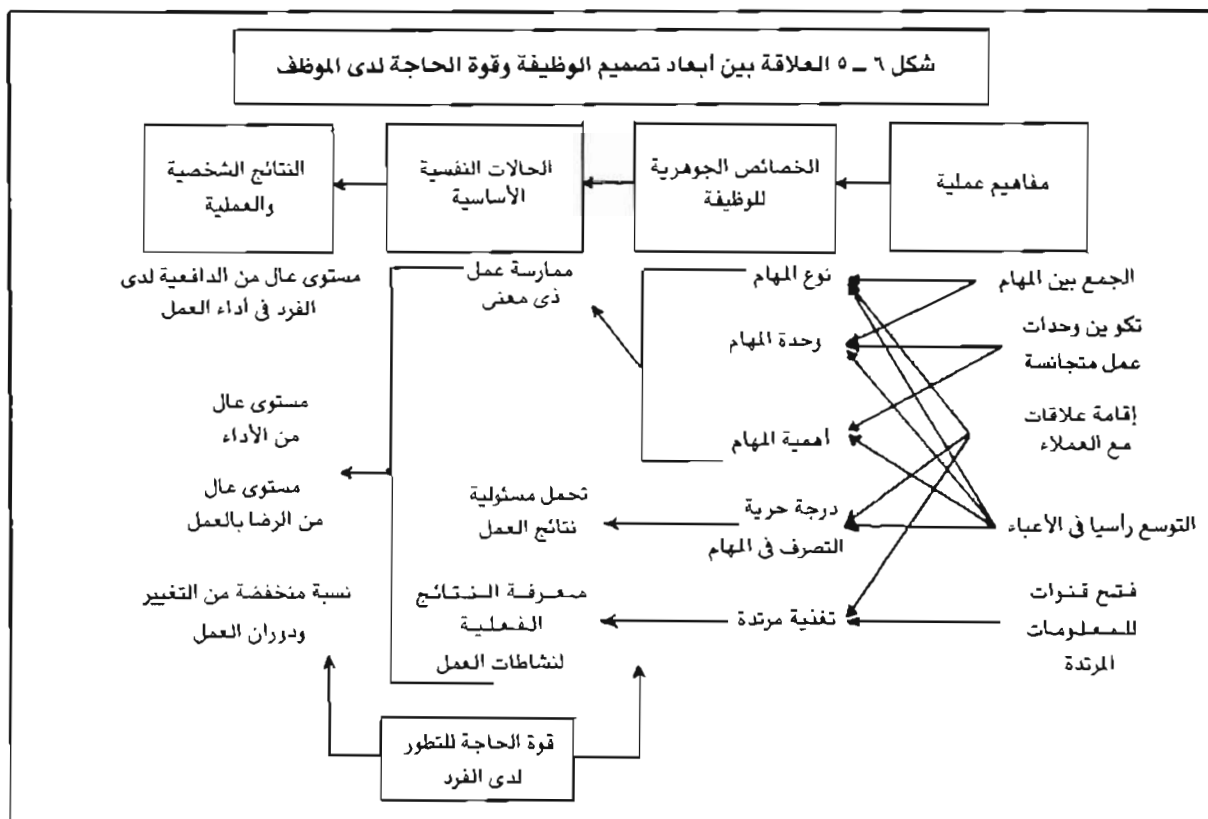 شكل ٦ – ٥ العلاقة بين أبعاد تصميم الوظيفة وقوة الحاجة لدى الموظف
مفاهيم عملية
الخصائص الجوهرية
للوظيفة
الحالات النفسية
الأساسية
النتائج الشخصية
والعملية
الجمع بين المهام
تكوين وحدات
عمل متجانسة
إقامة علاقات
مع العملاء
التوسع رأسيا فى الأعباء
فتح قنوات
للمعلومات
المرتدة
نوع المهام
وحدة المهام
أهمية المهام
درجة حرية
التصرف فى المهام
تغذية مرتدة
ممارسة عمل
ذى معنى
تحمل مسئولية
نتائج العمل
معرفة النتائج
الفعلية
لنشاطات العمل
مستوى عال من الدافعية لدى
الفرد فى أداء العمل
مستوى عال
من الأداء
مستوى عال
من الرضا بالعمل
نسبة منخفضة من التغيير
ودوران العمل
قوة الحاجة للتطور
لدى الفرد